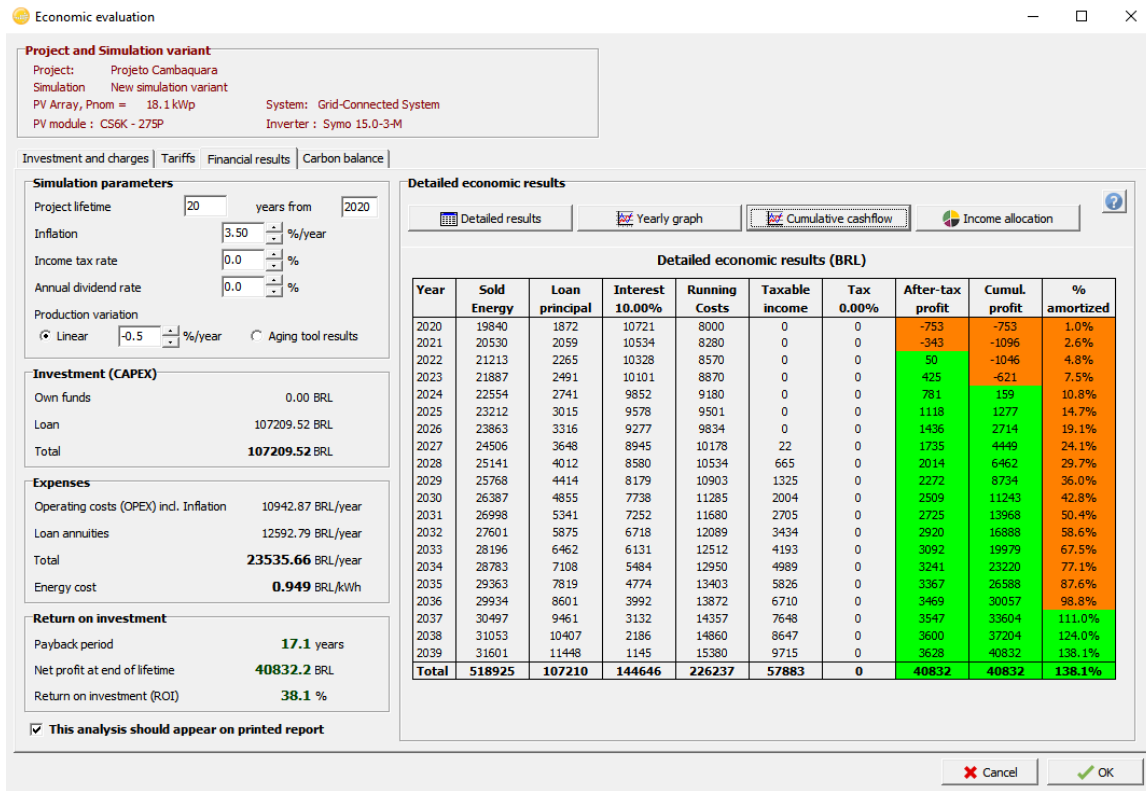 Economic evaluation
Project and Simulation variant
Project: Projeto Cambaquara
Simulation New simulation variant
PV Array, Pnom = 18.1 kWp System: Grid-Connected System
PV module : CS6K - 275P Inverter : Symo 15.0-3-M
Investment and charges Tariffs Financial results Carbon balance
Simulation parameters
Project lifetime 20 years from 2020
Inflation 3.50 %/year
Income tax rate 0.0 %
Annual dividend rate 0.0 %
Production variation
Linear -0.5 %/year Aging tool results
Investment (CAPEX)
Own funds 0.00 BRL
Loan 107209.52 BRL
Total 107209.52 BRL
Expenses
Operating costs (OPEX) incl. Inflation 10942.87 BRL/year
Loan annuities 12592.79 BRL/year
Total 23535.66 BRL/year
Energy cost 0.949 BRL/kWh
Return on investment
Payback period 17.1 years
Net profit at end of lifetime 40832.2 BRL
Return on investment (ROI) 38.1 %
This analysis should appear on printed report
Detailed economic results
Detailed results Yearly graph Cumulative cashflow Income allocation
?
Detailed economic results (BRL)
Year Sold Loan Interest Running Taxable Tax After-tax Cumul. %
Energy principal 10.00% Costs income 0.00% profit profit amortized
2020 19840 1872 10721 8000 0 0 -753 -753 1.0%
2021 20530 2059 10534 8280 0 0 -343 -1096 2.6%
2022 21213 2265 10328 8570 0 0 50 -1046 4.8%
2023 21887 2491 10101 8870 0 0 425 -621 7.5%
2024 22554 2741 9852 9180 0 0 781 159 10.8%
2025 23212 3015 9578 9501 0 0 1118 1277 14.7%
2026 23863 3316 9277 9834 0 0 1436 2714 19.1%
2027 24506 3648 8945 10178 22 0 1735 4449 24.1%
2028 25141 4012 8580 10534 665 0 2014 6462 29.7%
2029 25768 4414 8179 10903 1325 0 2272 8734 36.0%
2030 26387 4855 7738 11285 2004 0 2509 11243 42.8%
2031 26998 5341 7252 11680 2705 0 2725 13968 50.4%
2032 27601 5875 6718 12089 3434 0 2920 16888 58.6%
2033 28196 6462 6131 12512 4193 0 3092 19979 67.5%
2034 28783 7108 5484 12950 4989 0 3241 23220 77.1%
2035 29363 7819 4774 13403 5826 0 3367 26588 87.6%
2036 29934 8601 3992 13872 6710 0 3469 30057 98.8%
2037 30497 9461 3132 14357 7648 0 3547 33604 111.0%
2038 31053 10407 2186 14860 8647 0 3600 37204 124.0%
2039 31601 11448 1145 15380 9715 0 3628 40832 138.1%
Total 518925 107210 144646 226237 57883 0 40832 40832 138.1%
Cancel OK